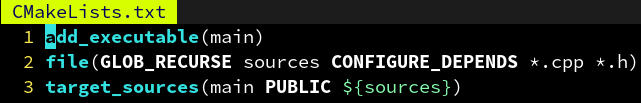 CMakeLists.txt
1 add_executable(main)
2 file(GLOB_RECURSE sources CONFIGURE_DEPENDS *.cpp *.h)
3 target_sources(main PUBLIC ${sources})